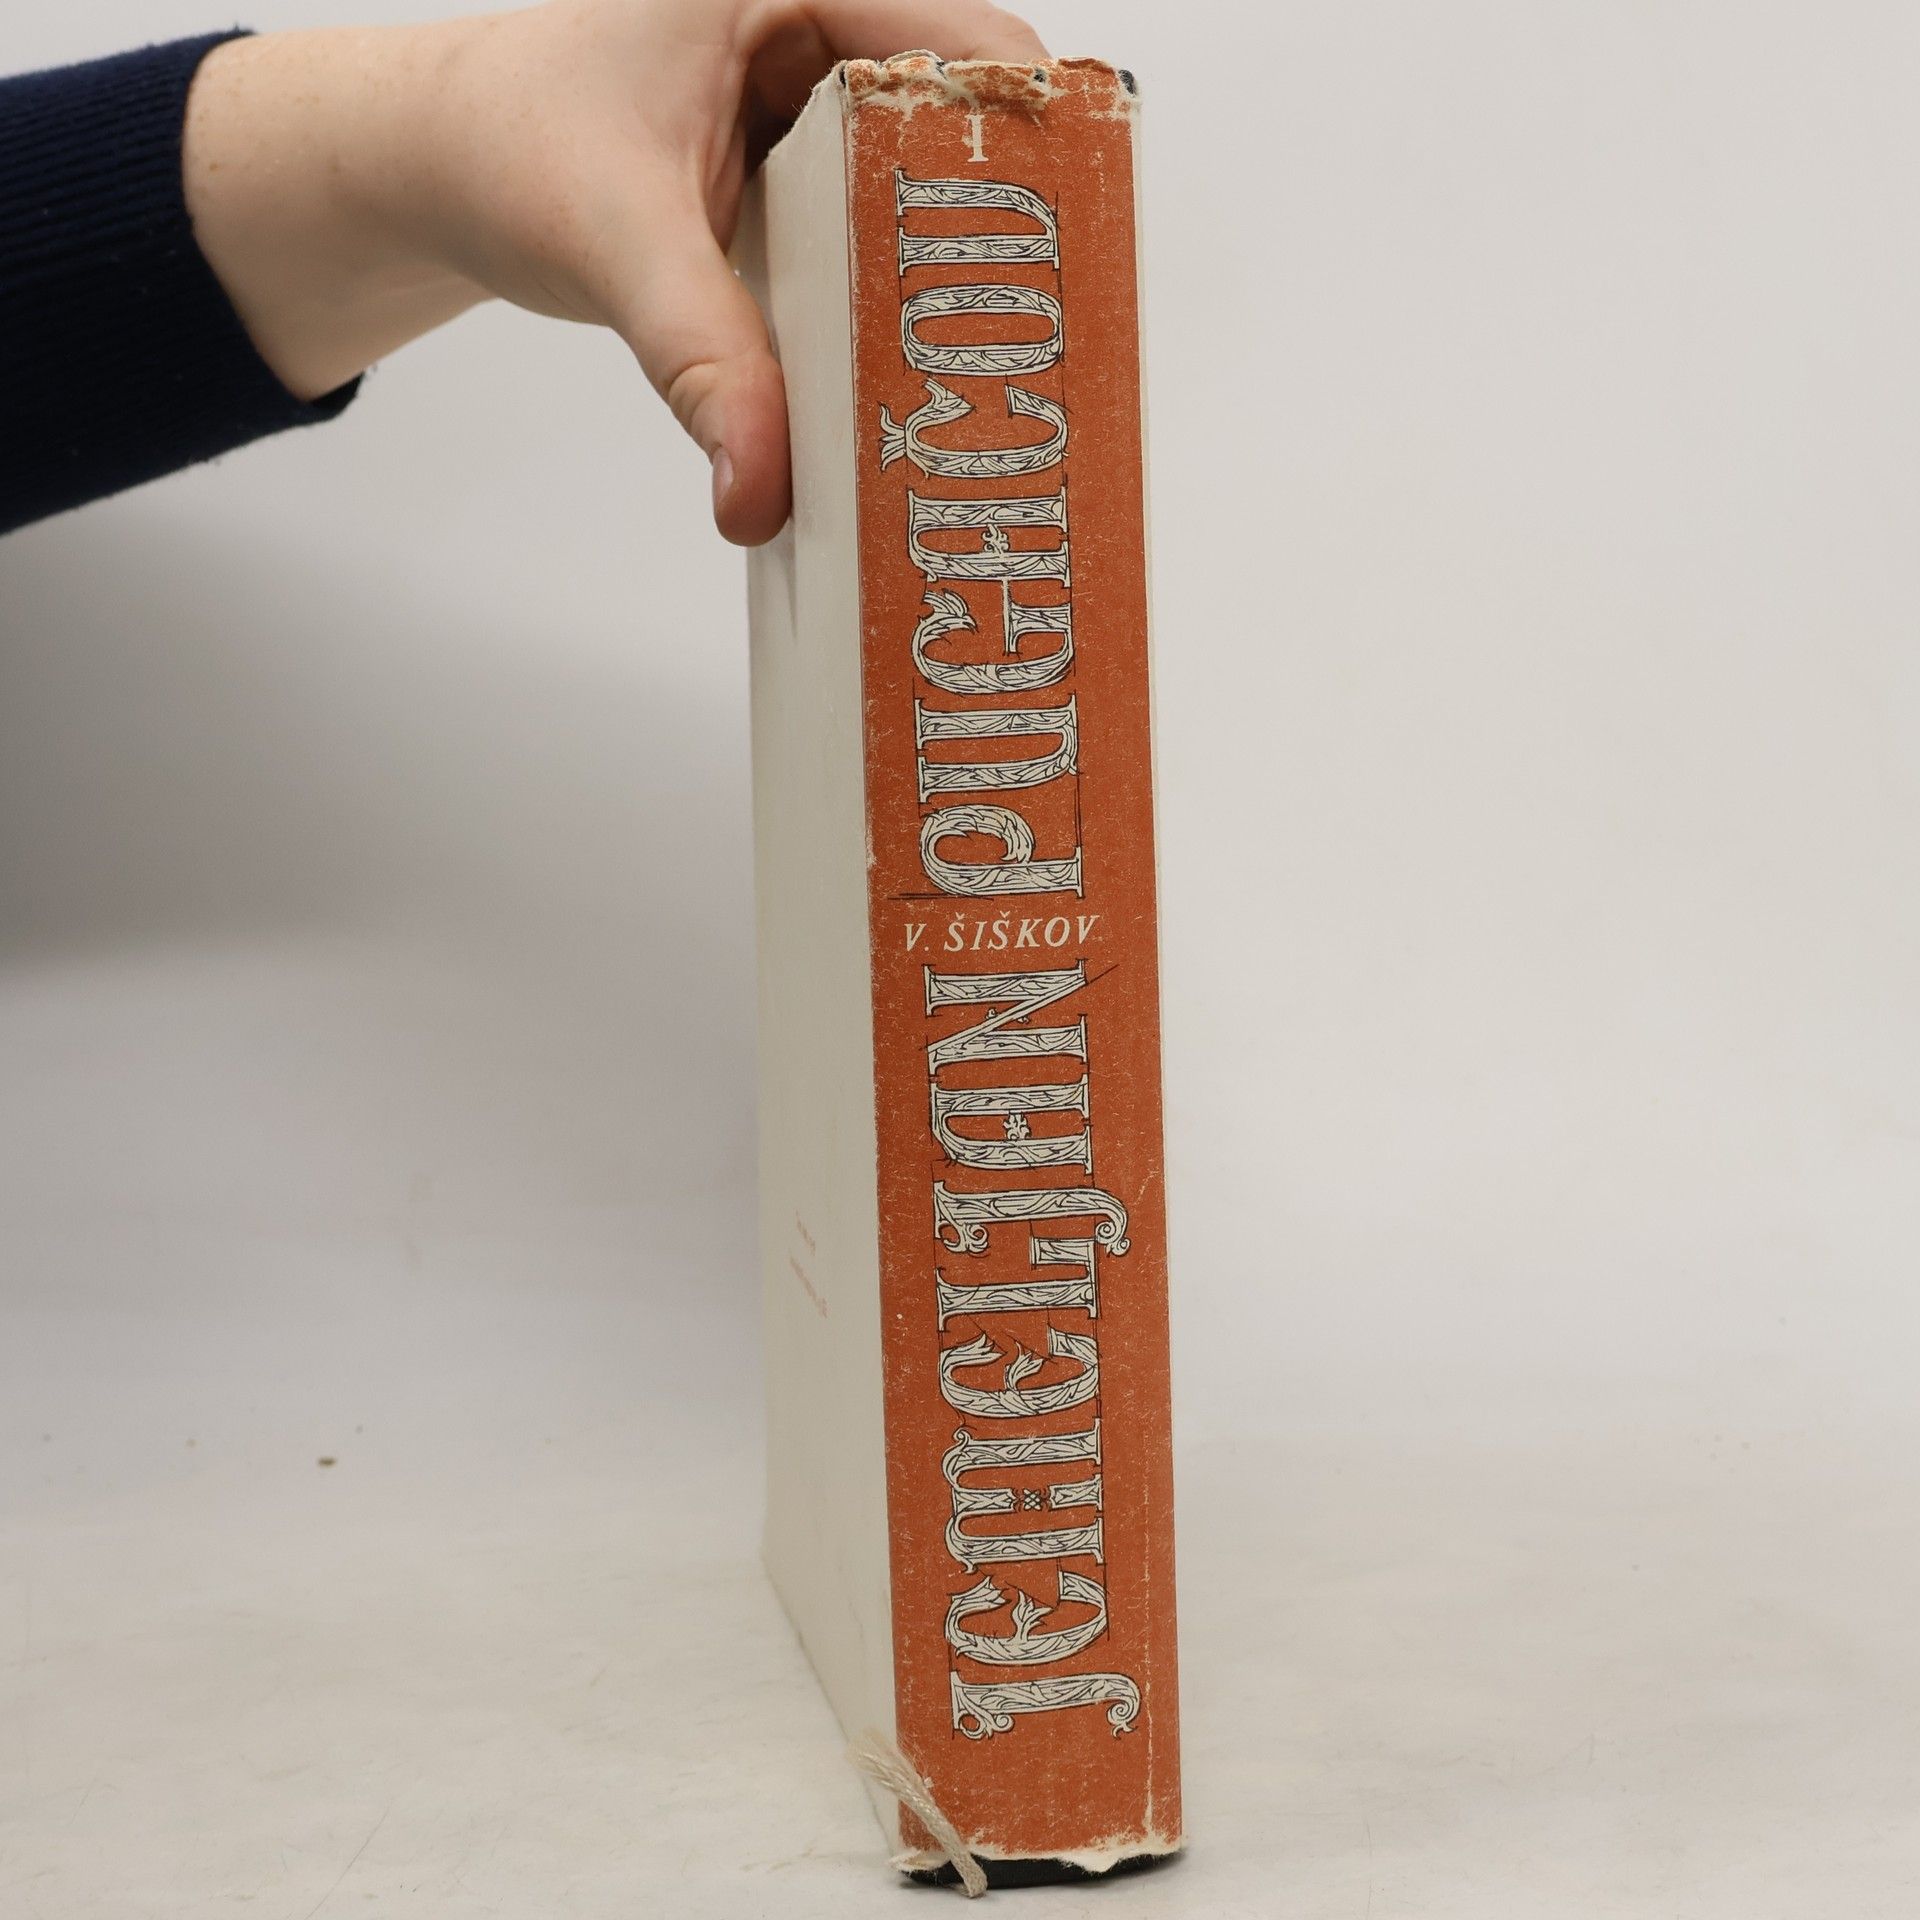 JEMELJAN
V. ŠIŠKOV
PUGAČOV
I